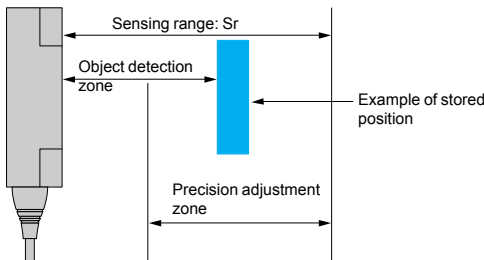 Sensing range: Sr
Object detection
zone
Example of stored
position
Precision adjustment
zone